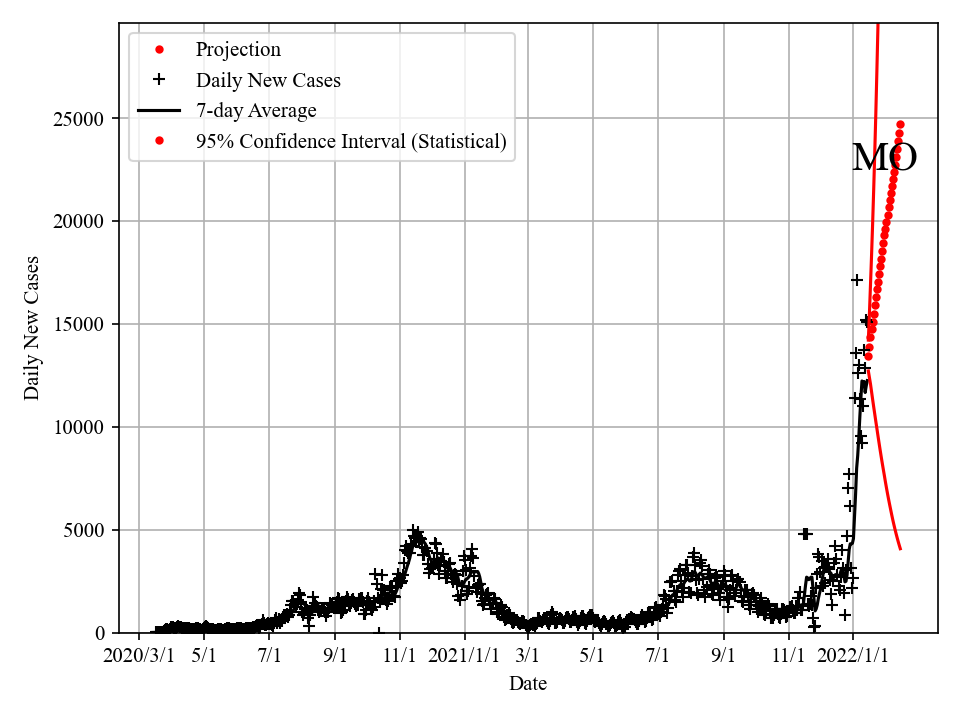 Projection
Daily New Cases
7-day Average
95% Confidence Interval (Statistical)
MO
Daily New Cases
25000
20000
15000
10000
5000
0
2020/3/1 5/1 7/1 9/1 11/1 2021/1/1 3/1 5/1 7/1 9/1 11/1 2022/1/1
Date